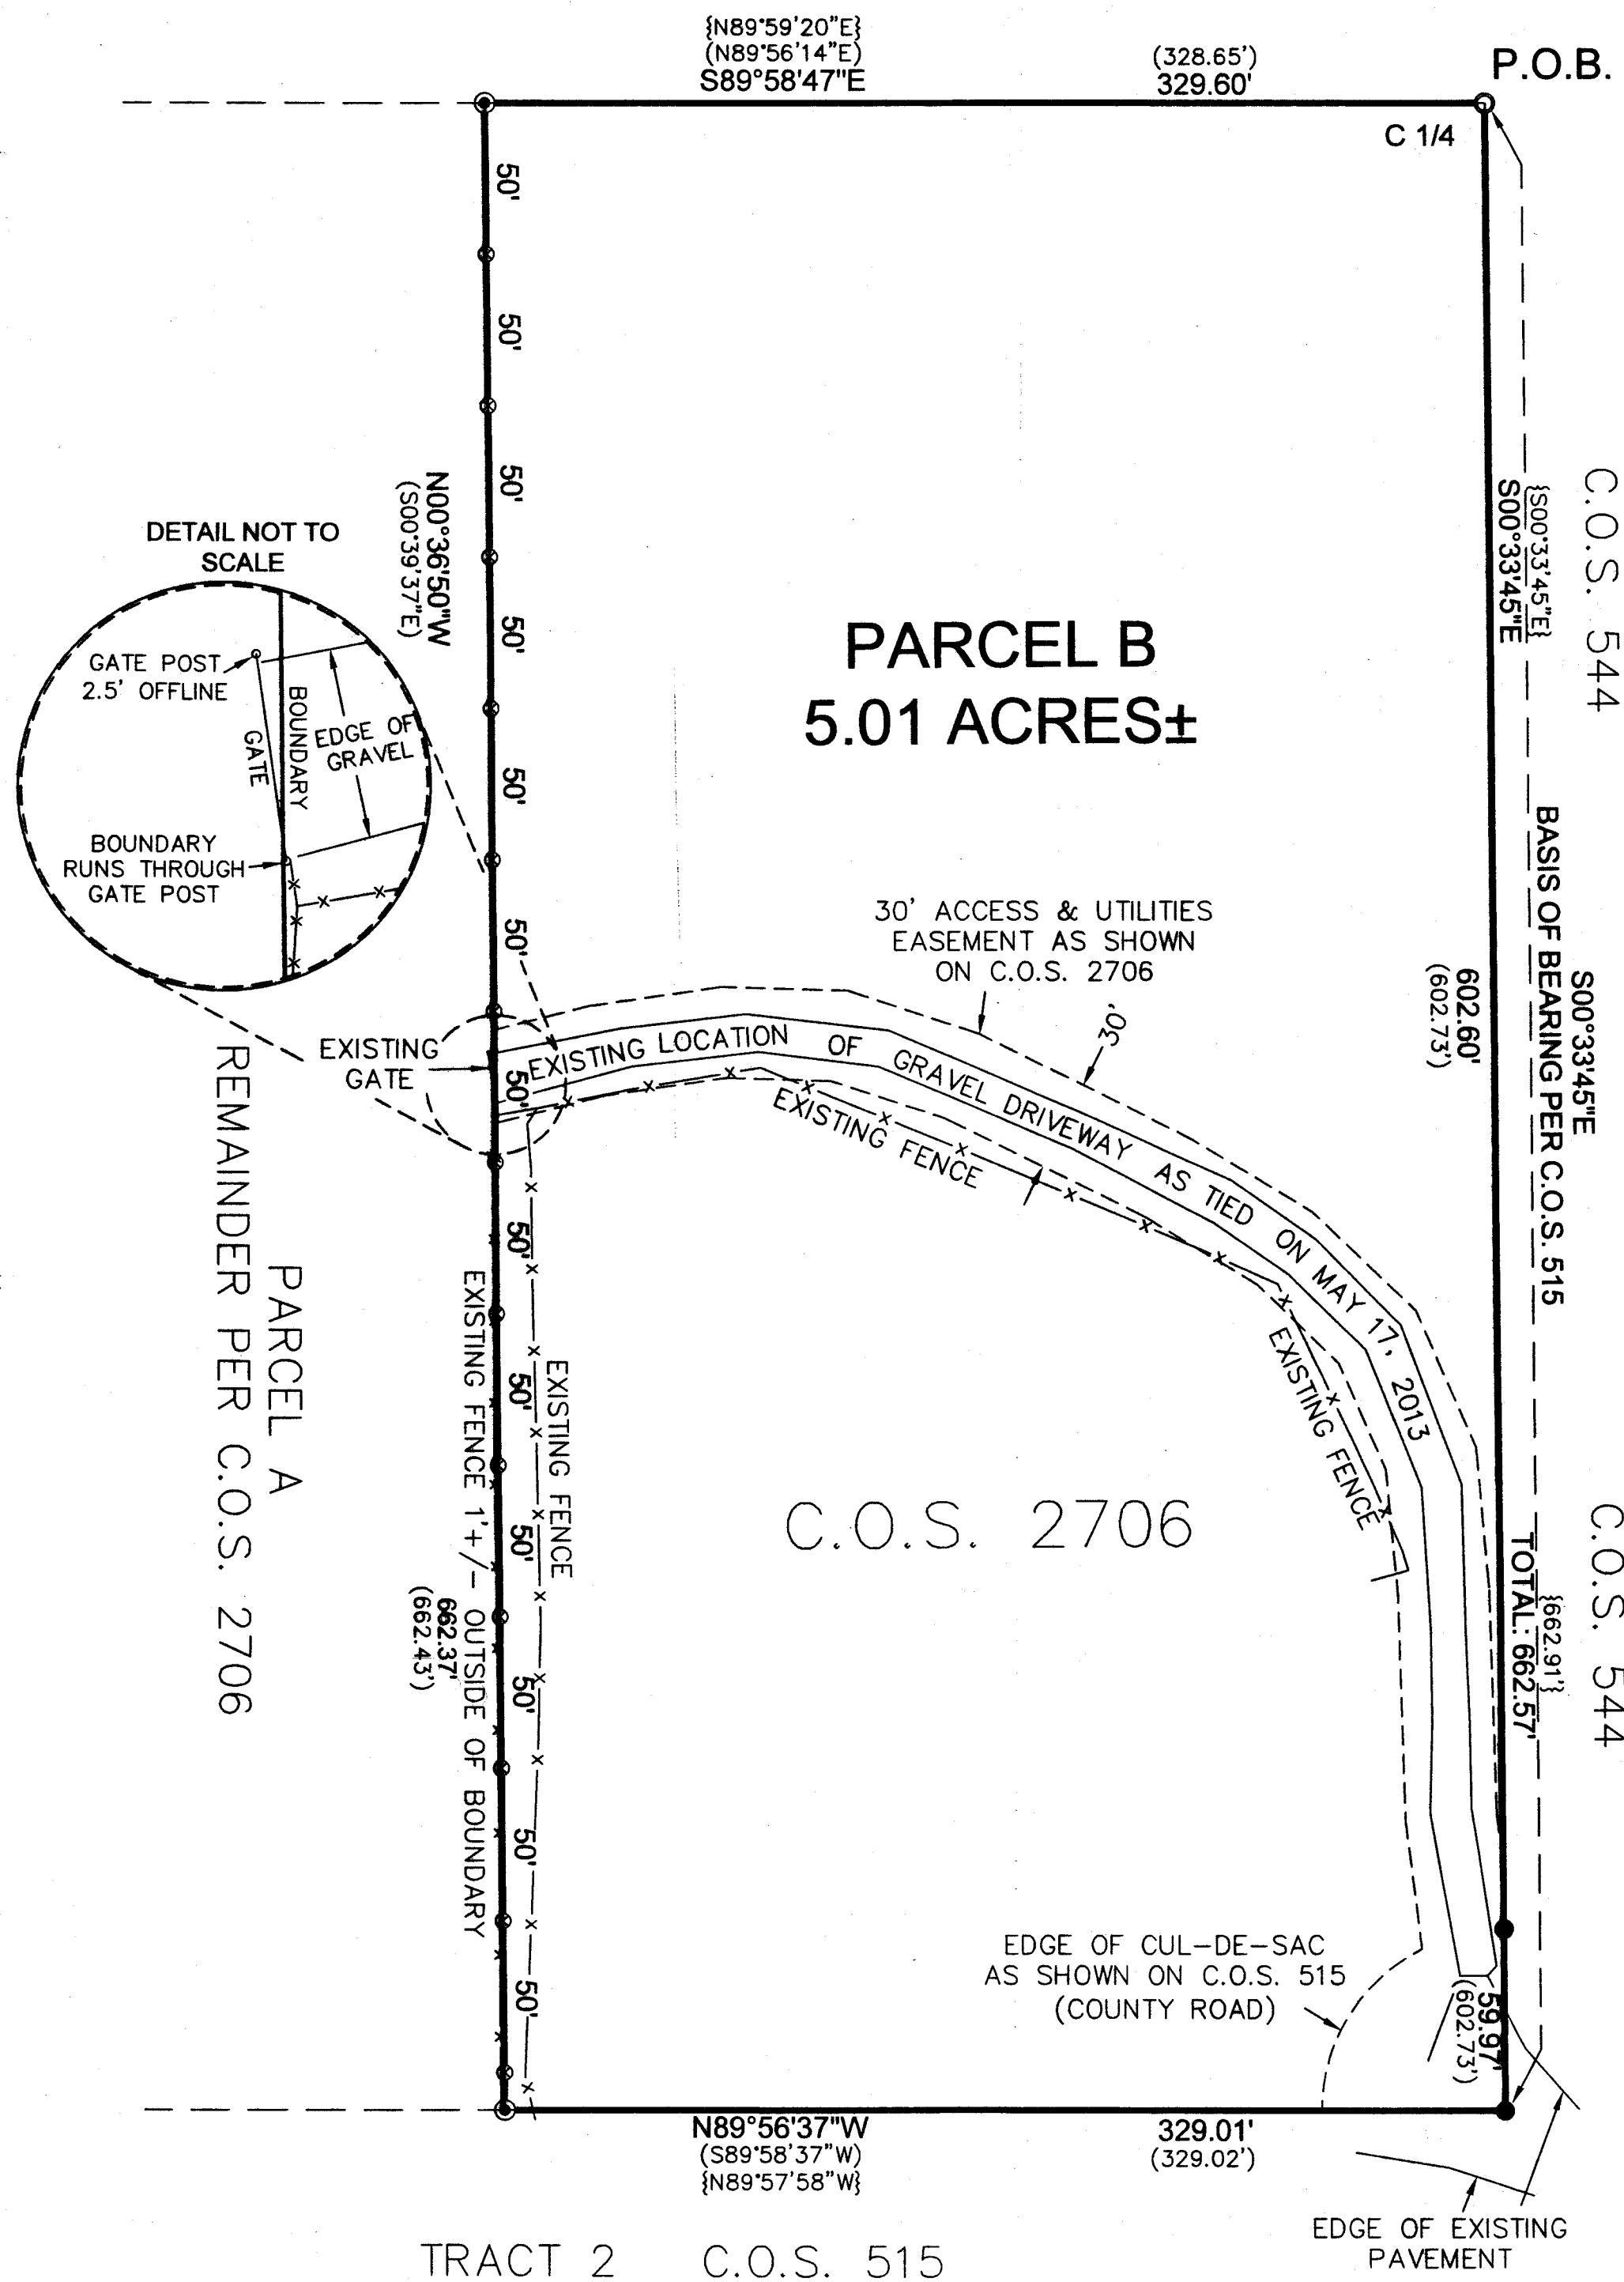 {N89°59'20"E}
(N89°56'14"E)
S89°58'47"E
(328.65')
329.60'
P.O.B.
C 1/4
50'
50'
50'
50'
50'
50'
50'
50'
50'
50'
50'
50'
50'
N00°36'50"W
(S00°39'37"E)
C.O.S. 544
{S00°33'45"E}
S00°33'45"E
DETAIL NOT TO
SCALE
GATE POST
2.5' OFFLINE
BOUNDARY
GATE
EDGE OF
GRAVEL
BOUNDARY
RUNS THROUGH
GATE POST
PARCEL B
5.01 ACRES±
S00°33'45"E
BASIS OF BEARING PER C.O.S. 515
602.60'
(602.73')
30' ACCESS & UTILITIES
EASEMENT AS SHOWN
ON C.O.S. 2706
30'
EXISTING
GATE
EXISTING LOCATION OF GRAVEL DRIVEWAY AS TIED ON MAY 17, 2013
EXISTING FENCE
EXISTING FENCE
EXISTING FENCE
EXISTING FENCE 1'+/- OUTSIDE OF BOUNDARY
662.37'
(662.43')
PARCEL A
REMAINDER PER C.O.S. 2706
C.O.S. 2706
C.O.S. 544
{662.91'}
TOTAL: 662.57'
EDGE OF CUL-DE-SAC
AS SHOWN ON C.O.S. 515
(COUNTY ROAD)
59.97'
(602.73')
N89°56'37"W
(S89°58'37"W)
{N89°57'58"W}
329.01'
(329.02')
EDGE OF EXISTING
PAVEMENT
TRACT 2 C.O.S. 515